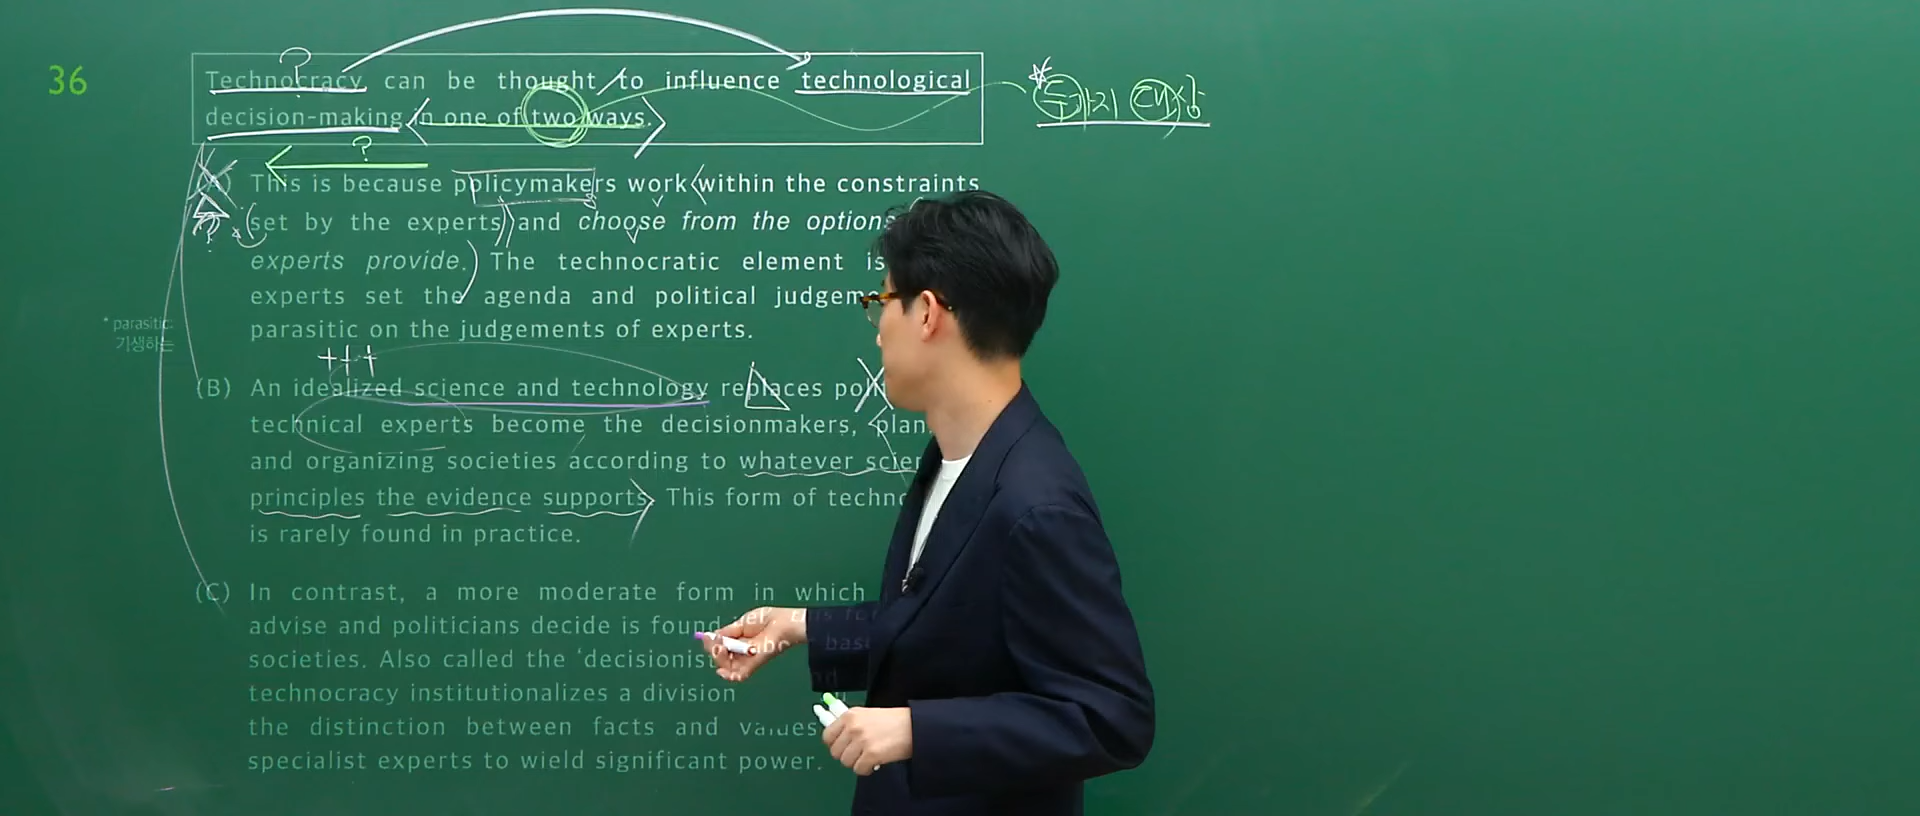 36
Technocracy can be thought to influence technological
decision-making in one of two ways.
두가지 대상
?
?
(A) This is because policymakers work within the constraints
set by the experts and choose from the options
experts provide. The technocratic element is
experts set the agenda and political
parasitic on the judgements of experts.
* parasitic:
기생하는
+++
(B) An idealized science and technology replaces
technical experts become the decisionmakers,
and organizing societies according to whatever
principles the evidence supports. This form of
is rarely found in practice.
(C) In contrast, a more moderate form in which
advise and politicians decide is found
societies. Also called the
technocracy institutionalizes a division
the distinction between facts and values
specialist experts to wield significant power.